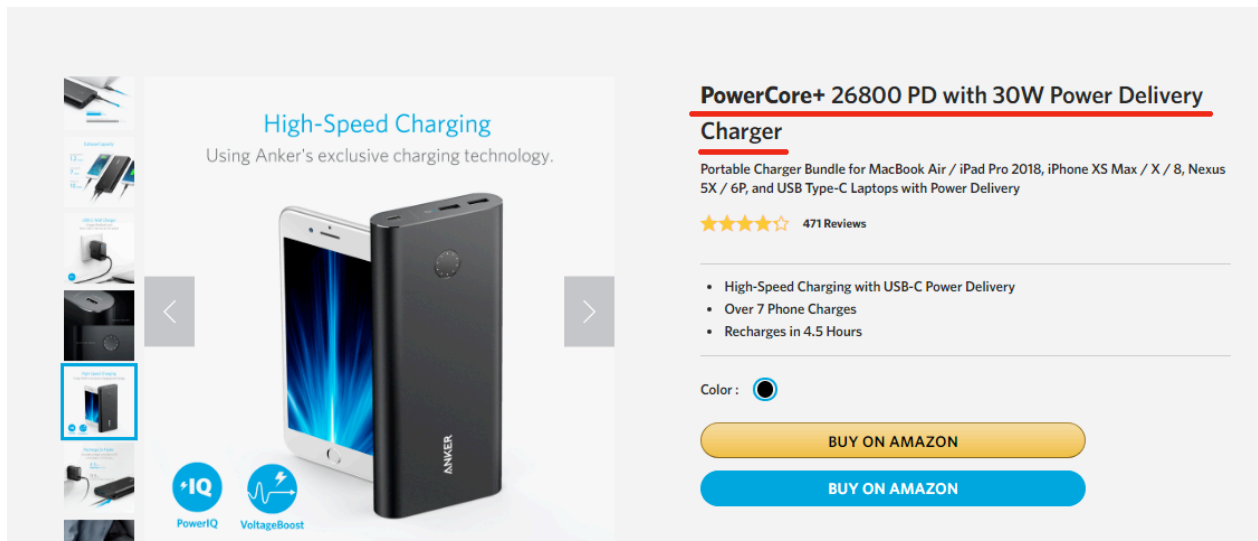 High-Speed Charging
Using Anker's exclusive charging technology.
ANKER
IQ
PowerIQ
VoltageBoost
PowerCore+ 26800 PD with 30W Power Delivery
Charger
Portable Charger Bundle for MacBook Air / iPad Pro 2018, iPhone XS Max / X / 8, Nexus
5X / 6P, and USB Type-C Laptops with Power Delivery
471 Reviews
High-Speed Charging with USB-C Power Delivery
Over 7 Phone Charges
Recharges in 4.5 Hours
Color :
BUY ON AMAZON
BUY ON AMAZON